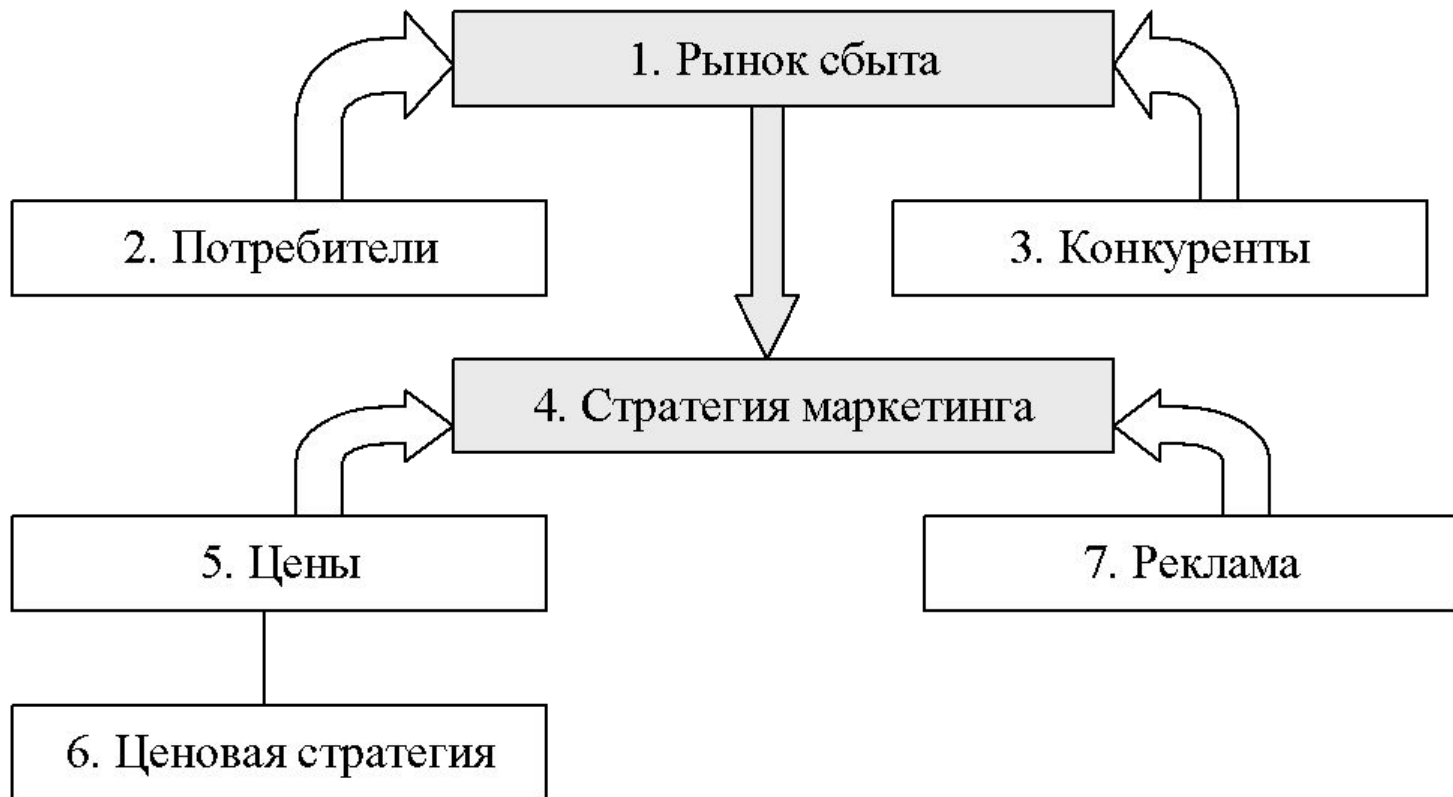 1. Рынок сбыта
2. Потребители
3. Конкуренты
4. Стратегия маркетинга
5. Цены
7. Реклама
6. Ценовая стратегия